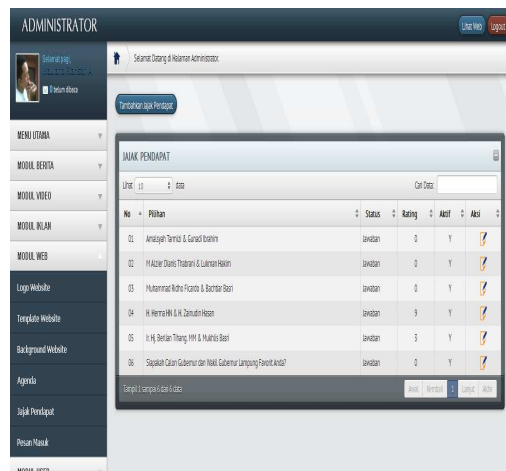 ADMINISTRATOR
Lihat Web
Logout
Selamat pagi,
0 belum dibaca
Selamat Datang di Halaman Administrator.
Tambahkan Jajak Pendapat
MENU UTAMA
MODUL BERITA
MODUL VIDEO
MODUL IKLAN
MODUL WEB
Logo Website
Template Website
Background Website
Agenda
Jajak Pendapat
Pesan Masuk
MODUL USER
JAJAK PENDAPAT
Lihat 10 data
Cari Data:
No Pilihan Status Rating Aktif Aksi
01 Amalsyah Tarmizi & Gunadi Ibrahim Jawaban 0 Y
02 M Alzier Dianis Thabrani & Lukman Hakim Jawaban 0 Y
03 Muhammad Ridho Ficardo & Bachtiar Basri Jawaban 0 Y
04 H. Herman HN & H. Zainudin Hasan Jawaban 9 Y
05 Ir. Hj. Berlian Tihang, MM & Mukhlis Basri Jawaban 3 Y
06 Siapakah Calon Gubernur dan Wakil Gubernur Lampung Favorit Anda? Jawaban 0 Y
Tampil 1 sampai 6 dari 6 data
Awal Kembali 1 Lanjut Akhir